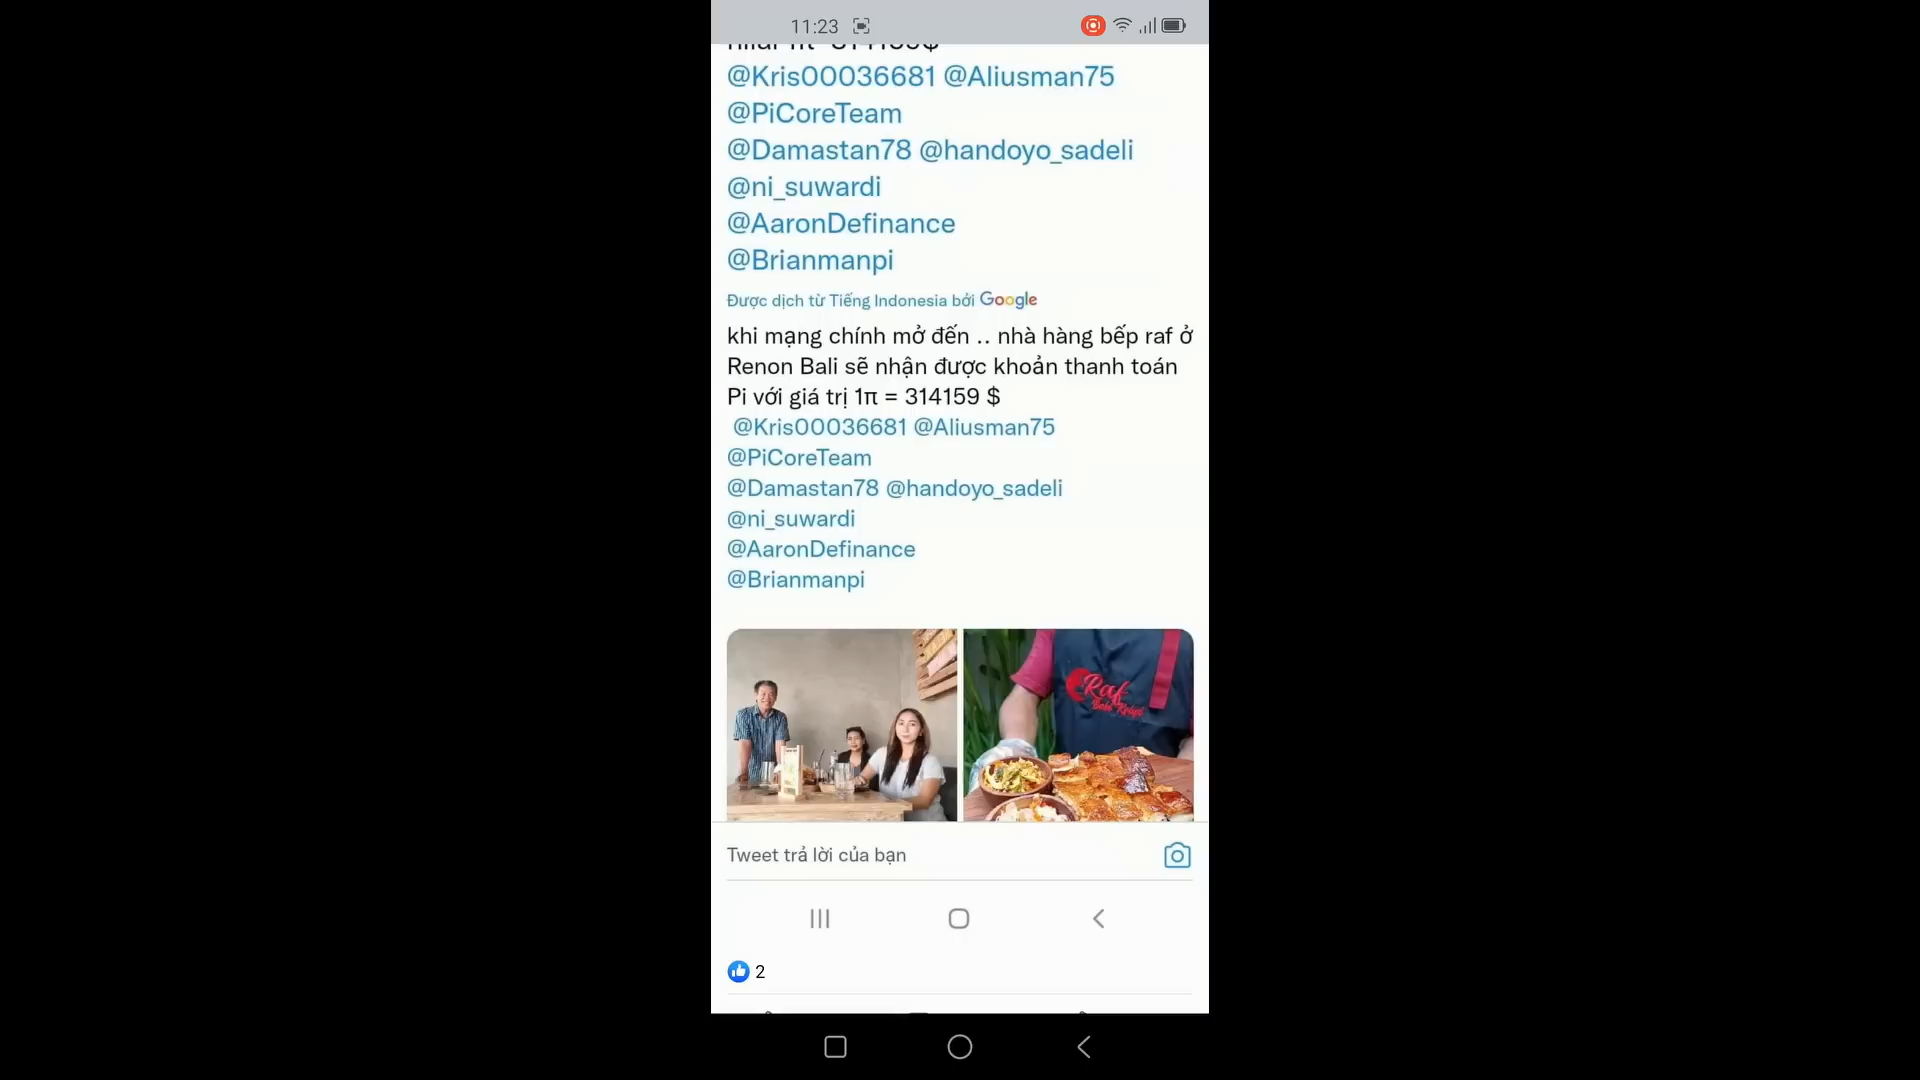 11:23
@Kris00036681 @Aliusman75
@PiCoreTeam
@Damastan78 @handoyo_sadeli
@ni_suwardi
@AaronDefinance
@Brianmanpi
Được dịch từ Tiếng Indonesia bởi Google
khi mạng chính mở đến .. nhà hàng bếp raf ở
Renon Bali sẽ nhận được khoản thanh toán
Pi với giá trị 1π = 314159 $
@Kris00036681 @Aliusman75
@PiCoreTeam
@Damastan78 @handoyo_sadeli
@ni_suwardi
@AaronDefinance
@Brianmanpi
Raf
Tweet trả lời của bạn
2